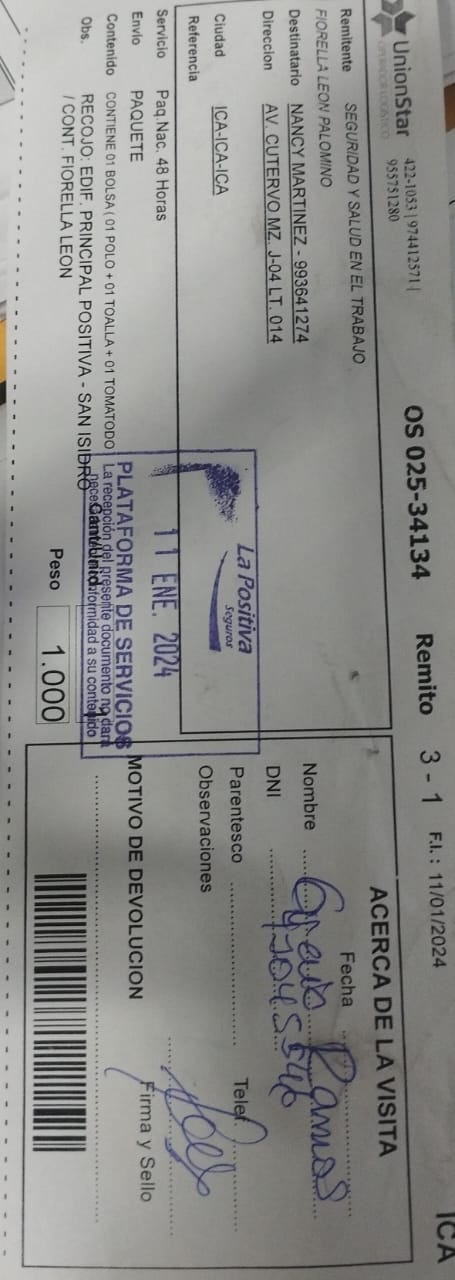 UnionStar
OPERADOR LOGISTICO
422-1053 | 974412571 |
955751280
OS 025-34134 Remito 3 - 1 F.I. : 11/01/2024
ICA
Remitente SEGURIDAD Y SALUD EN EL TRABAJO
FIORELLA LEON PALOMINO
Destinatario NANCY MARTINEZ - 993641274
Direccion AV. CUTERVO MZ. J-04 LT. 014
Ciudad ICA-ICA-ICA
Referencia
Servicio Paq.Nac. 48 Horas
Envio PAQUETE
Contenido CONTIENE 01 BOLSA ( 01 POLO + 01 TOALLA + 01 TOMATODO
Obs. RECOJO: EDIF. PRINCIPAL POSITIVA - SAN ISIDRO
/ CONT. FIORELLA LEON
Peso 1.000
La Positiva
Seguros
11 ENE. 2024
PLATAFORMA DE SERVICIOS
La recepción del presente documento no dará
conformidad a su contenido
ACERCA DE LA VISITA
Fecha
Nombre Ramos
DNI
Parentesco Telef.
Observaciones
Firma y Sello
MOTIVO DE DEVOLUCION